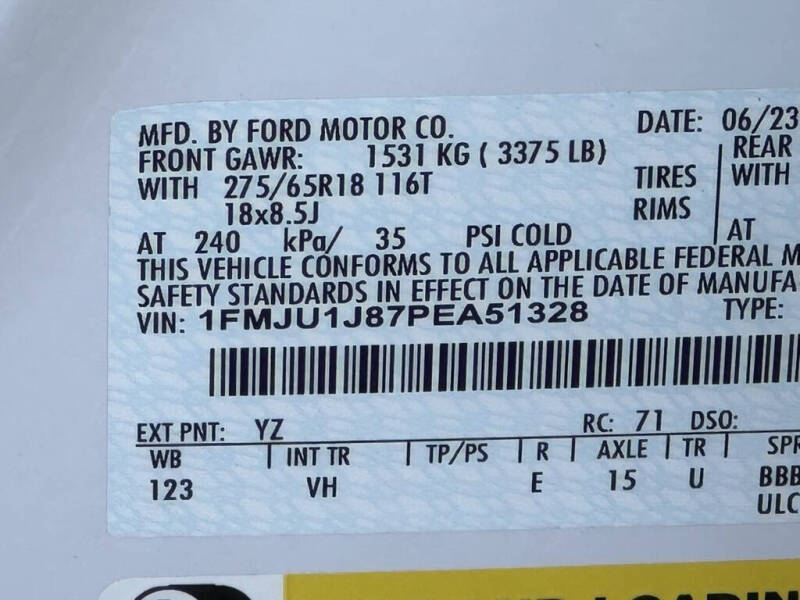 MFD. BY FORD MOTOR CO. DATE: 06/23
FRONT GAWR: 1531 KG ( 3375 LB) REAR
WITH 275/65R18 116T TIRES WITH
18x8.5J RIMS
AT 240 kPa/ 35 PSI COLD AT
THIS VEHICLE CONFORMS TO ALL APPLICABLE FEDERAL M
SAFETY STANDARDS IN EFFECT ON THE DATE OF MANUFA
VIN: 1FMJU1J87PEA51328 TYPE:
EXT PNT: YZ RC: 71 DSO:
WB INT TR TP/PS R AXLE TR SPR
123 VH E 15 U BBB
ULC